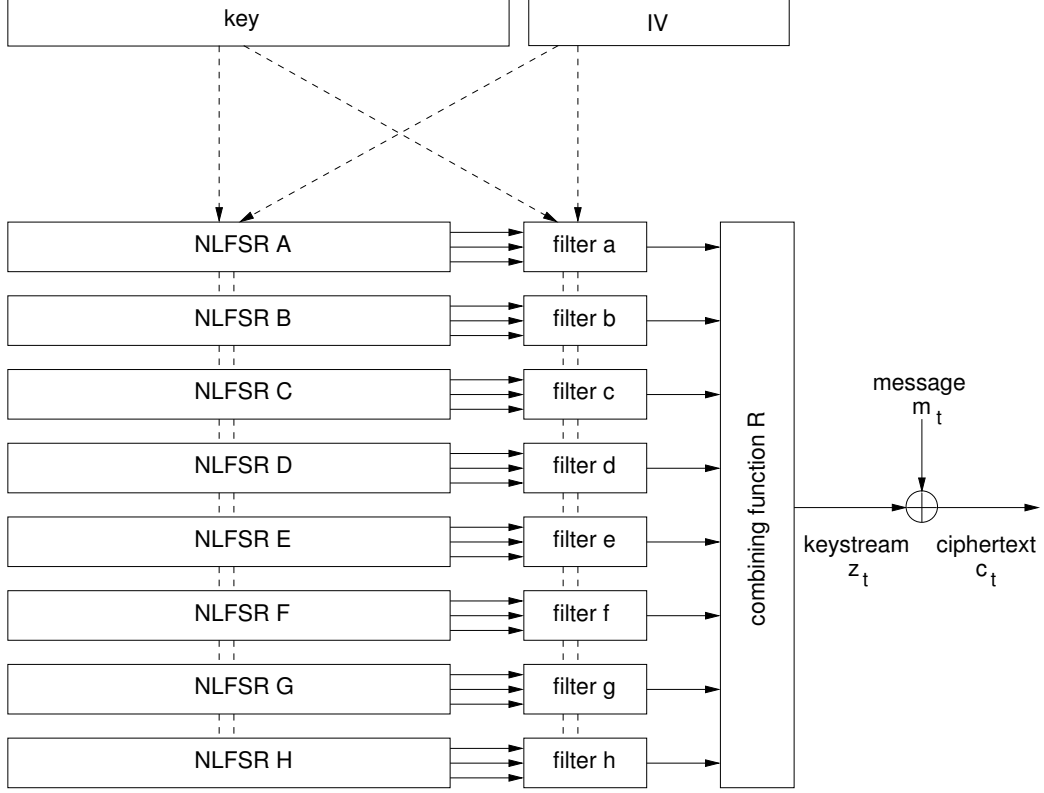 key
IV
NLFSR A
filter a
NLFSR B
filter b
NLFSR C
filter c
NLFSR D
filter d
NLFSR E
filter e
NLFSR F
filter f
NLFSR G
filter g
NLFSR H
filter h
combining function R
message
m t
keystream
z t
ciphertext
c t